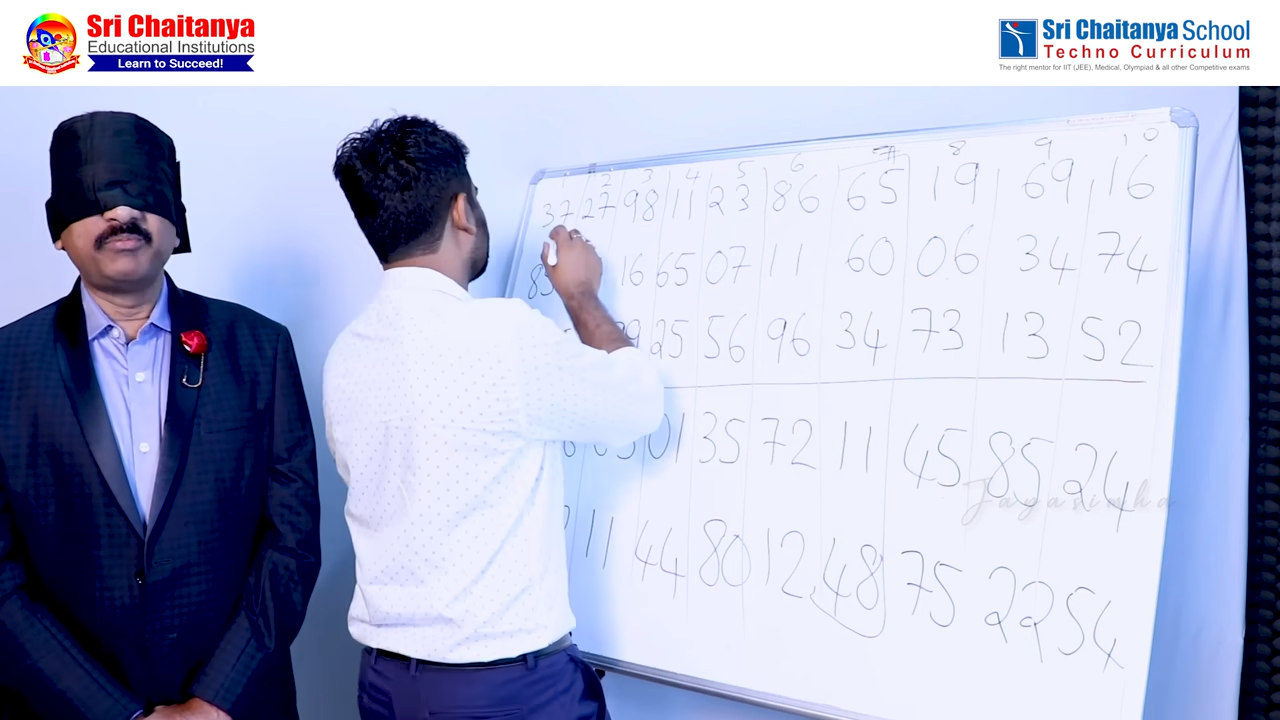 Sri Chaitanya
Educational Institutions
Learn to Succeed!
Sri Chaitanya School
Techno Curriculum
The right mentor for IIT (JEE), Medical, Olympiad & all other Competitive exams
1 2 3 4 5 6 7 8 9 10
37 27 98 11 23 86 65 19 69 16
16 65 07 11 60 06 34 74
25 56 96 34 73 13 52
01 35 72 11 45 85 24
Jayasimha
11 44 80 12 48 75 22 54